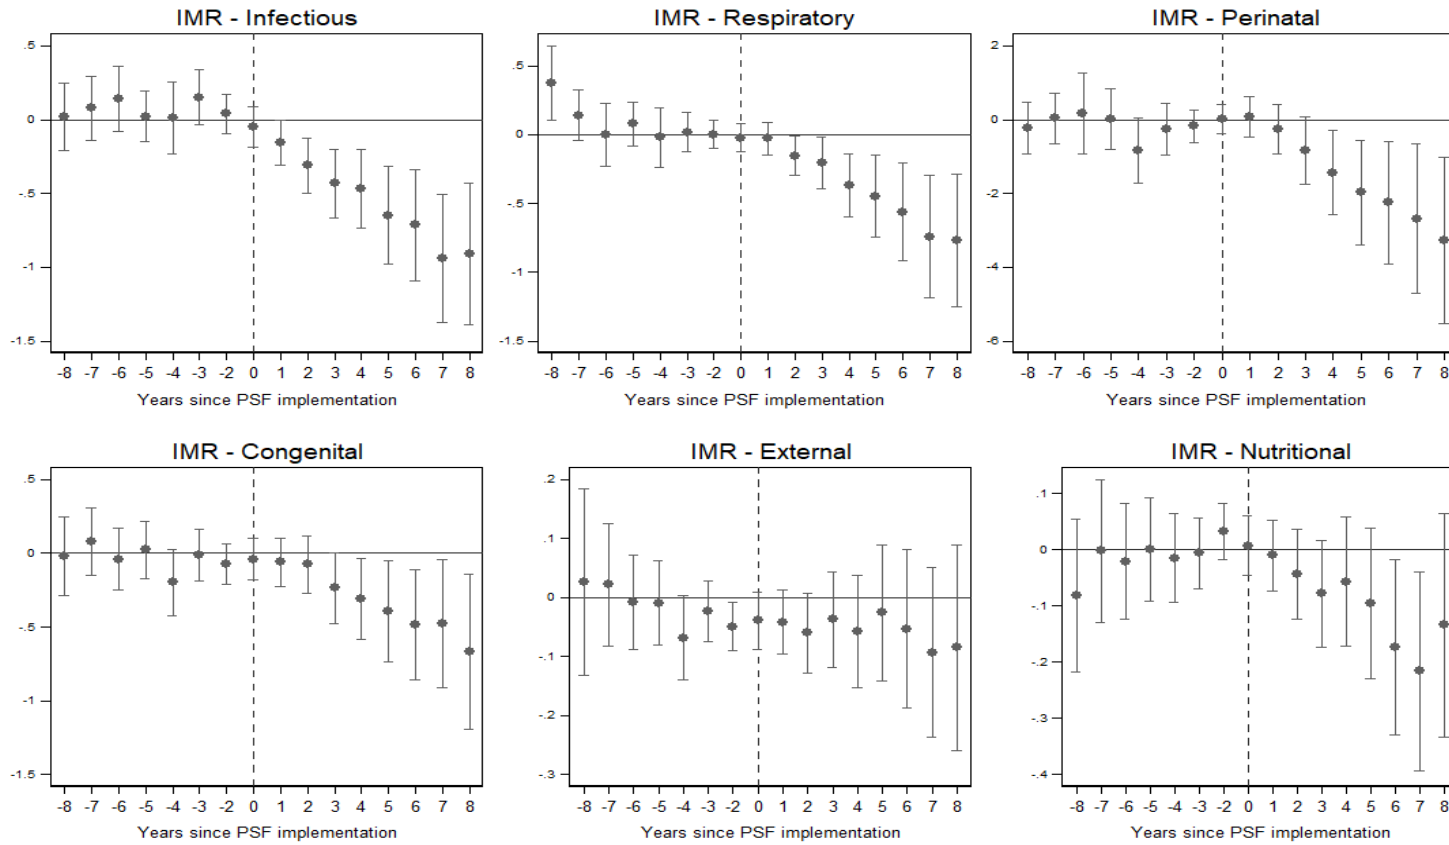 IMR - Infectious
.5
0
-.5
-1
-1.5
-8 -7 -6 -5 -4 -3 -2 0 1 2 3 4 5 6 7 8
Years since PSF implementation
IMR - Respiratory
.5
0
-.5
-1
-1.5
-8 -7 -6 -5 -4 -3 -2 0 1 2 3 4 5 6 7 8
Years since PSF implementation
IMR - Perinatal
2
0
-2
-4
-6
-8 -7 -6 -5 -4 -3 -2 0 1 2 3 4 5 6 7 8
Years since PSF implementation
IMR - Congenital
.5
0
-.5
-1
-1.5
-8 -7 -6 -5 -4 -3 -2 0 1 2 3 4 5 6 7 8
Years since PSF implementation
IMR - External
.2
.1
0
-.1
-.2
-.3
-8 -7 -6 -5 -4 -3 -2 0 1 2 3 4 5 6 7 8
Years since PSF implementation
IMR - Nutritional
.1
0
-.1
-.2
-.3
-.4
-8 -7 -6 -5 -4 -3 -2 0 1 2 3 4 5 6 7 8
Years since PSF implementation